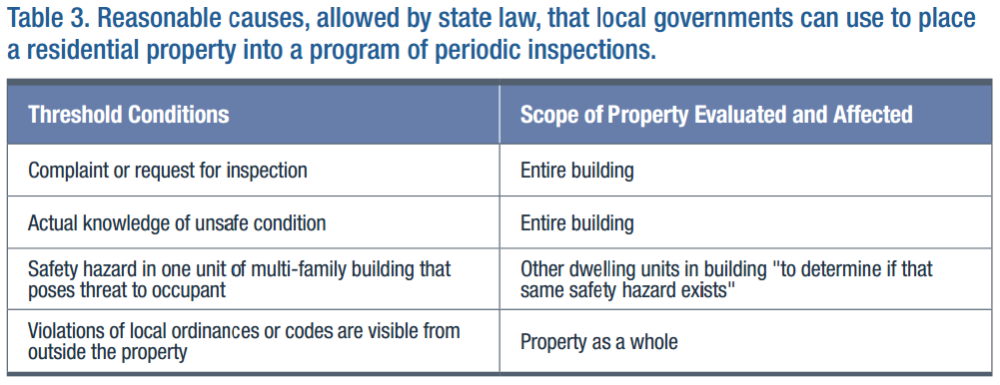 Table 3. Reasonable causes, allowed by state law, that local governments can use to place
a residential property into a program of periodic inspections.
Threshold Conditions
Scope of Property Evaluated and Affected
Complaint or request for inspection
Entire building
Actual knowledge of unsafe condition
Entire building
Safety hazard in one unit of multi-family building that
poses threat to occupant
Other dwelling units in building "to determine if that
same safety hazard exists"
Violations of local ordinances or codes are visible from
outside the property
Property as a whole